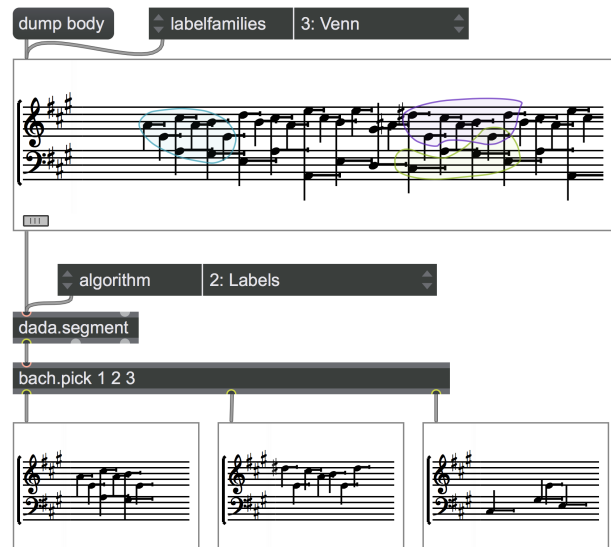 dump body
labelfamilies 3: Venn
algorithm 2: Labels
dada.segment
bach.pick 1 2 3